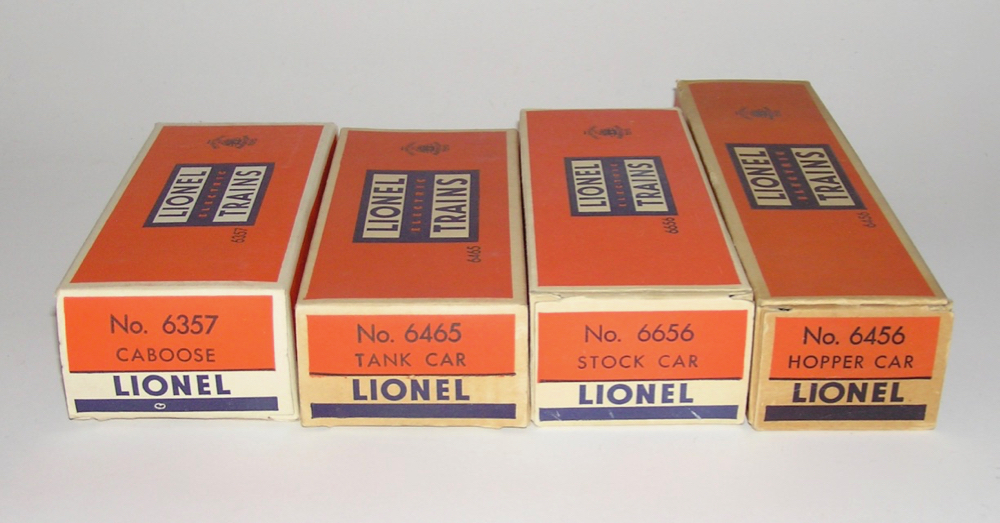 LIONEL
ELECTRIC
TRAINS
6357
No. 6357
CABOOSE
LIONEL
LIONEL
ELECTRIC
TRAINS
6465
No. 6465
TANK CAR
LIONEL
LIONEL
ELECTRIC
TRAINS
6656
No. 6656
STOCK CAR
LIONEL
LIONEL
ELECTRIC
TRAINS
6456
No. 6456
HOPPER CAR
LIONEL